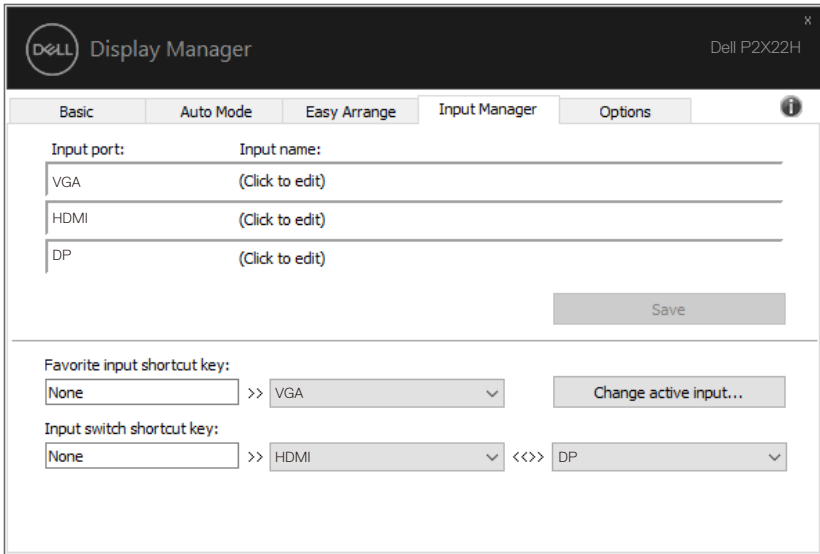 x
DELL Display Manager Dell P2X22H
Basic Auto Mode Easy Arrange Input Manager Options i
Input port: Input name:
VGA (Click to edit)
HDMI (Click to edit)
DP (Click to edit)
Save
Favorite input shortcut key:
None >> VGA Change active input...
Input switch shortcut key:
None >> HDMI <<>> DP